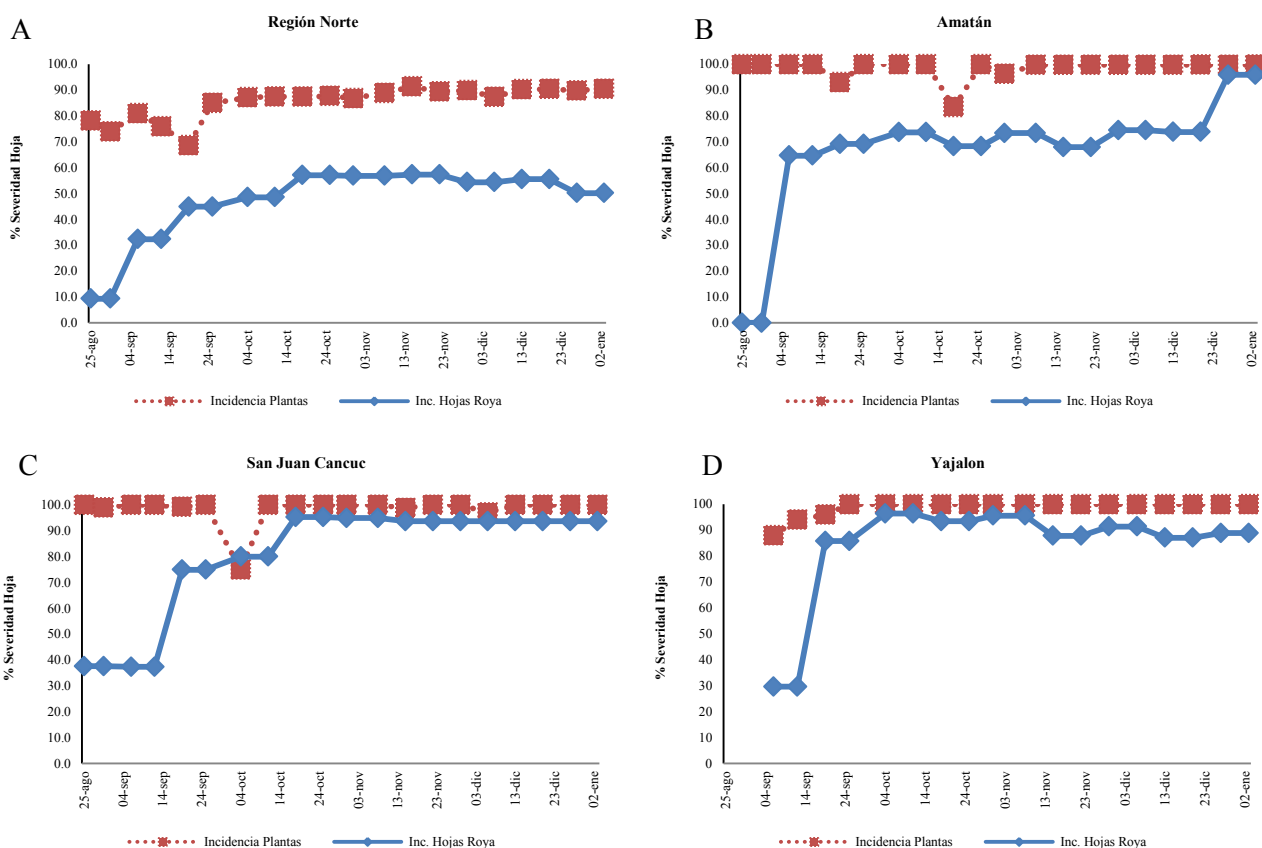 A
Región Norte
% Severidad Hoja
100.0
90.0
80.0
70.0
60.0
50.0
40.0
30.0
20.0
10.0
0.0
25-ago
04-sep
14-sep
24-sep
04-oct
14-oct
24-oct
03-nov
13-nov
23-nov
03-dic
13-dic
23-dic
02-ene
Incidencia Plantas
Inc. Hojas Roya
B
Amatán
% Severidad Hoja
100.0
90.0
80.0
70.0
60.0
50.0
40.0
30.0
20.0
10.0
0.0
25-ago
04-sep
14-sep
24-sep
04-oct
14-oct
24-oct
03-nov
13-nov
23-nov
03-dic
13-dic
23-dic
02-ene
Incidencia Plantas
Inc. Hojas Roya
C
San Juan Cancuc
% Severidad Hoja
100.0
90.0
80.0
70.0
60.0
50.0
40.0
30.0
20.0
10.0
0.0
25-ago
04-sep
14-sep
24-sep
04-oct
14-oct
24-oct
03-nov
13-nov
23-nov
03-dic
13-dic
23-dic
02-ene
Incidencia Plantas
Inc. Hojas Roya
D
Yajalon
% Severidad Hoja
100
90
80
70
60
50
40
30
20
10
0
25-ago
04-sep
14-sep
24-sep
04-oct
14-oct
24-oct
03-nov
13-nov
23-nov
03-dic
13-dic
23-dic
02-ene
Incidencia Plantas
Inc. Hojas Roya